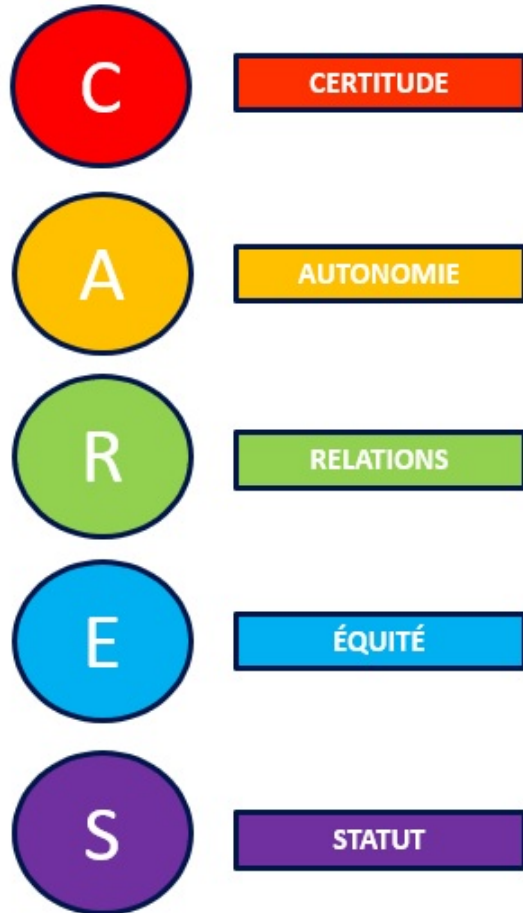 C
CERTITUDE
A
AUTONOMIE
R
RELATIONS
E
ÉQUITÉ
S
STATUT